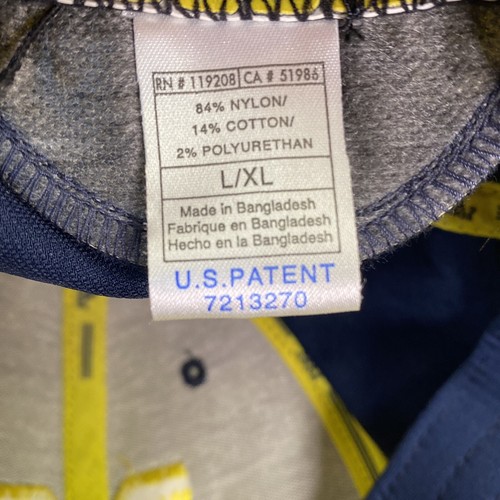 RN # 119208 CA # 51986
84% NYLON/
14% COTTON/
2% POLYURETHAN
L/XL
Made in Bangladesh
Fabrique en Bangladesh
Hecho en la Bangladesh
U.S. PATENT
7213270